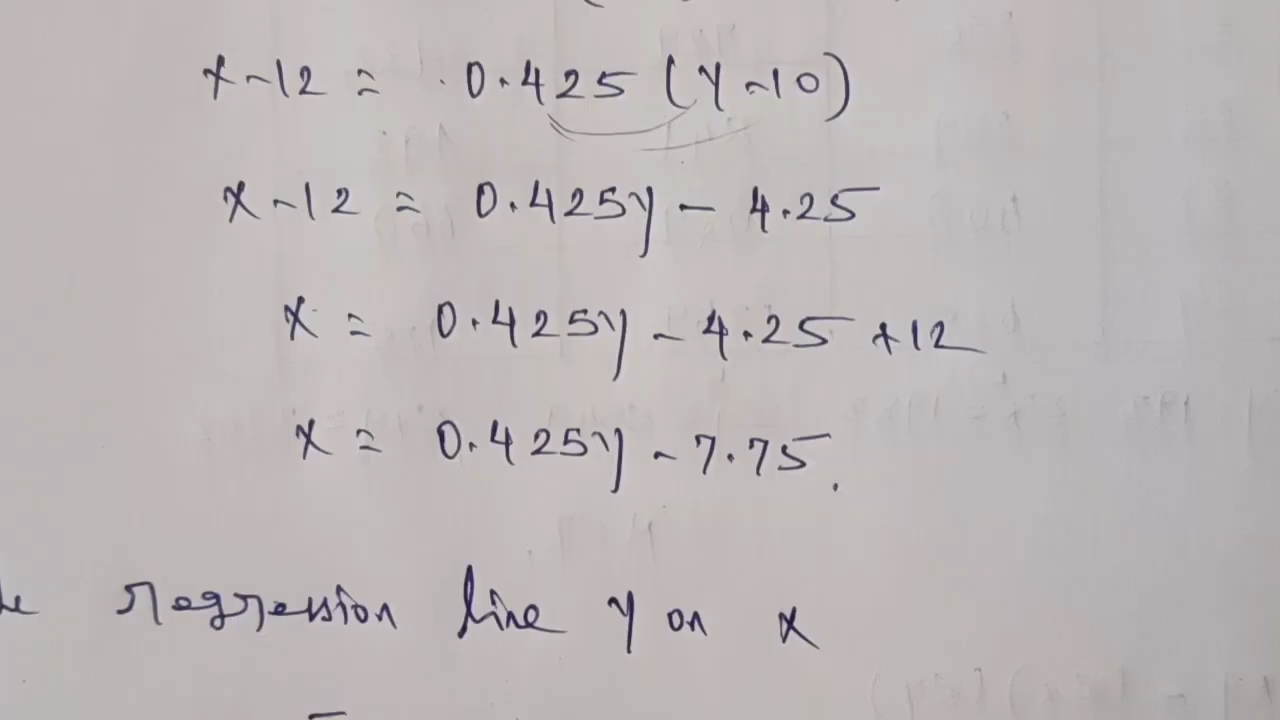 x - 12 = 0.425 (y - 10)
x - 12 = 0.425y - 4.25
x = 0.425y - 4.25 + 12
x = 0.425y - 7.75.
regression line y on x